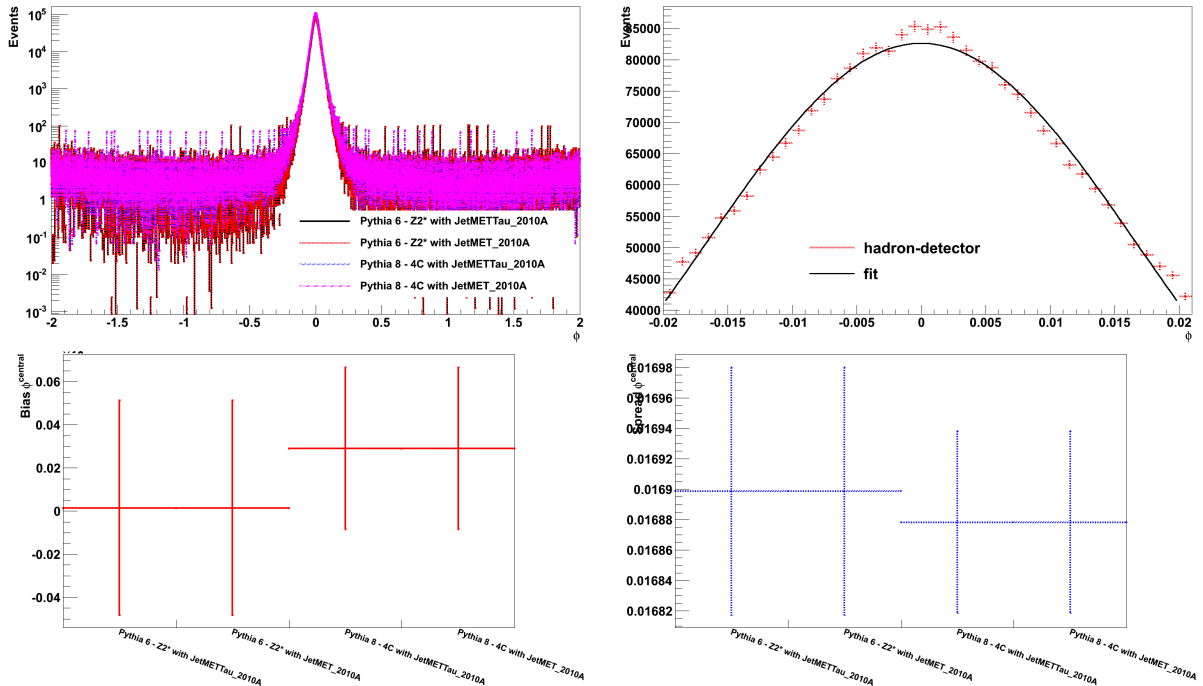 Events
10^5
10^4
10^3
10^2
10
1
10^-1
10^-2
10^-3
-2 -1.5 -1 -0.5 0 0.5 1 1.5 2
ϕ
Pythia 6 - Z2* with JetMETTau_2010A
Pythia 6 - Z2* with JetMET_2010A
Pythia 8 - 4C with JetMETTau_2010A
Pythia 8 - 4C with JetMET_2010A
Events
85000
80000
75000
70000
65000
60000
55000
50000
45000
40000
-0.02 -0.015 -0.01 -0.005 0 0.005 0.01 0.015 0.02
ϕ
hadron-detector
fit
Bias ϕ^central
0.06
0.04
0.02
0
-0.02
-0.04
Pythia 6 - Z2* with JetMETTau_2010A
Pythia 6 - Z2* with JetMET_2010A
Pythia 8 - 4C with JetMETTau_2010A
Pythia 8 - 4C with JetMET_2010A
Spread ϕ^central
0.01698
0.01696
0.01694
0.01692
0.0169
0.01688
0.01686
0.01684
0.01682
Pythia 6 - Z2* with JetMETTau_2010A
Pythia 6 - Z2* with JetMET_2010A
Pythia 8 - 4C with JetMETTau_2010A
Pythia 8 - 4C with JetMET_2010A